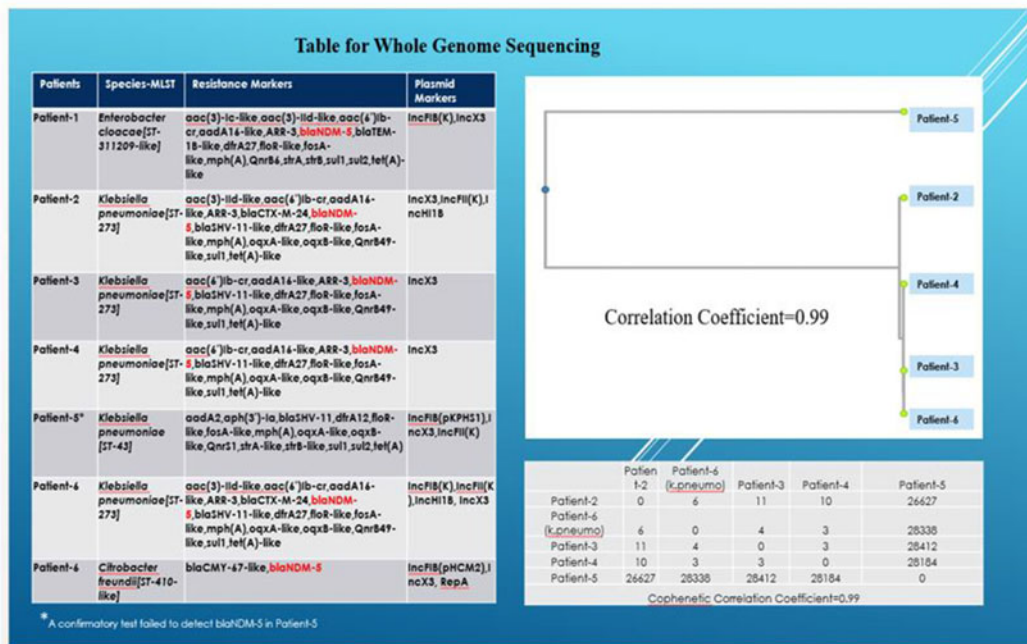 Table for Whole Genome Sequencing
Patients Species-MLST Resistance Markers Plasmid
Markers
Patient-1 Enterobacter aac(3)-Ic-like,aac(3)-IId-like,aac(6')Ib- IncFIB(K),IncX3
cloacae[ST- cr,aadA16-like,ARR-3,blaNDM-5,blaTEM-
311209-like] 1B-like,dfrA27,floR-like,fosA-
like,mph(A),QnrB6,strA,strB,sul1,sul2,tet(A)-
like
Patient-2 Klebsiella aac(3)-IId-like,aac(6')Ib-cr,aadA16- IncX3,IncFII(K),I
pneumoniae[ST- like,ARR-3,blaCTX-M-24,blaNDM- ncHI1B
273] 5,blaSHV-11-like,dfrA27,floR-like,fosA-
like,mph(A),oqxA-like,oqxB-like,QnrB49-
like,sul1,tet(A)-like
Patient-3 Klebsiella aac(6')Ib-cr,aadA16-like,ARR-3,blaNDM- IncX3
pneumoniae[ST- 5,blaSHV-11-like,dfrA27,floR-like,fosA-
273] like,mph(A),oqxA-like,oqxB-like,QnrB49-
like,sul1,tet(A)-like
Patient-4 Klebsiella aac(6')Ib-cr,aadA16-like,ARR-3,blaNDM- IncX3
pneumoniae[ST- 5,blaSHV-11-like,dfrA27,floR-like,fosA-
273] like,mph(A),oqxA-like,oqxB-like,QnrB49-
like,sul1,tet(A)-like
Patient-5* Klebsiella aadA2,aph(3')-Ia,blaSHV-11,dfrA12,floR- IncFIB(pKPHS1),I
pneumoniae like,fosA-like,mph(A),oqxA-like,oqxB- ncX3,IncFII(K)
[ST-43] like,QnrS1,strA-like,strB-like,sul1,sul2,tet(A)
Patient-6 Klebsiella aac(3)-IId-like,aac(6')Ib-cr,aadA16- IncFIB(K),IncFII(K
pneumoniae[ST- like,ARR-3,blaCTX-M-24,blaNDM- ),IncHI1B, IncX3
273] 5,blaSHV-11-like,dfrA27,floR-like,fosA-
like,mph(A),oqxA-like,oqxB-like,QnrB49-
like,sul1,tet(A)-like
Patient-6 Citrobacter blaCMY-67-like,blaNDM-5 IncFIB(pHCM2),I
freundii[ST-410- ncX3, RepA
like]
*A confirmatory test failed to detect blaNDM-5 in Patient-5
Patient-5
Patient-2
Patient-4
Correlation Coefficient=0.99
Patient-3
Patient-6
Patien Patient-6
t-2 (k.pneumo) Patient-3 Patient-4 Patient-5
Patient-2 0 6 11 10 26627
Patient-6
(k.pneumo) 6 0 4 3 28338
Patient-3 11 4 0 3 28412
Patient-4 10 3 3 0 28184
Patient-5 26627 28338 28412 28184 0
Cophenetic Correlation Coefficient=0.99